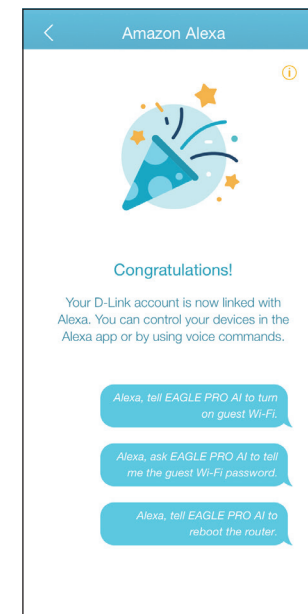 Amazon Alexa
Congratulations!
Your D-Link account is now linked with
Alexa. You can control your devices in the
Alexa app or by using voice commands.
Alexa, tell EAGLE PRO AI to turn
on guest Wi-Fi.
Alexa, ask EAGLE PRO AI to tell
me the guest Wi-Fi password.
Alexa, tell EAGLE PRO AI to
reboot the router.